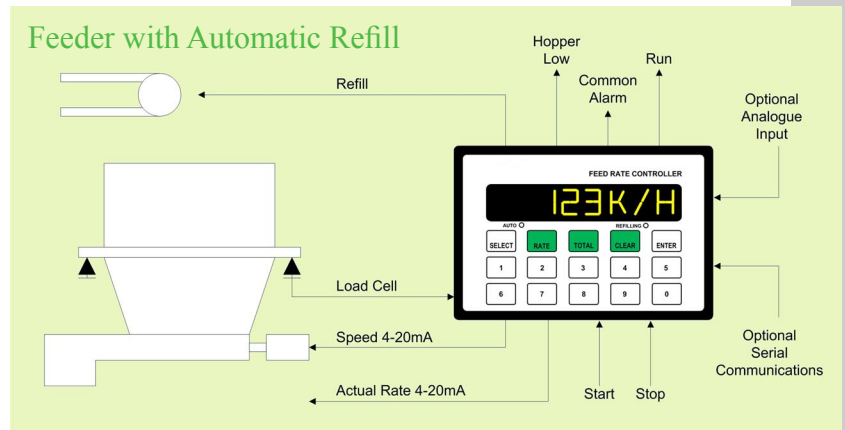 Feeder with Automatic Refill
Hopper
Low
Run
Common
Alarm
Refill
Optional
Analogue
Input
FEED RATE CONTROLLER
123K/H
AUTO
REFILLING
SELECT
RATE
TOTAL
CLEAR
ENTER
1 2 3 4 5
6 7 8 9 0
Load Cell
Speed 4-20mA
Actual Rate 4-20mA
Start
Stop
Optional
Serial
Communications